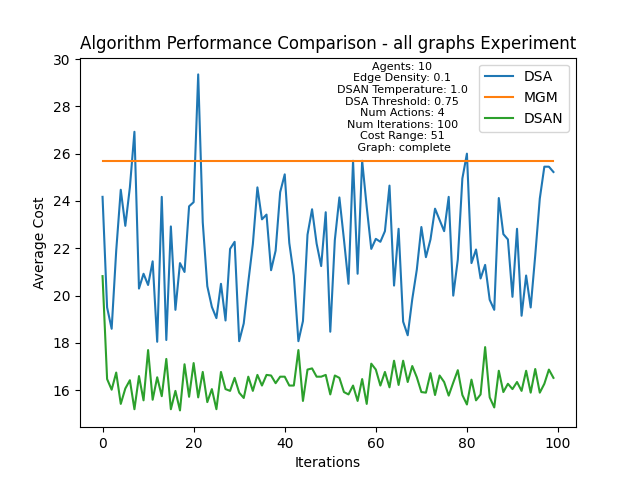 Algorithm Performance Comparison - all graphs Experiment
Agents: 10
Edge Density: 0.1
DSAN Temperature: 1.0
DSA Threshold: 0.75
Num Actions: 4
Num Iterations: 100
Cost Range: 51
Graph: complete
DSA
MGM
DSAN
Average Cost
30
28
26
24
22
20
18
16
0
20
40
60
80
100
Iterations